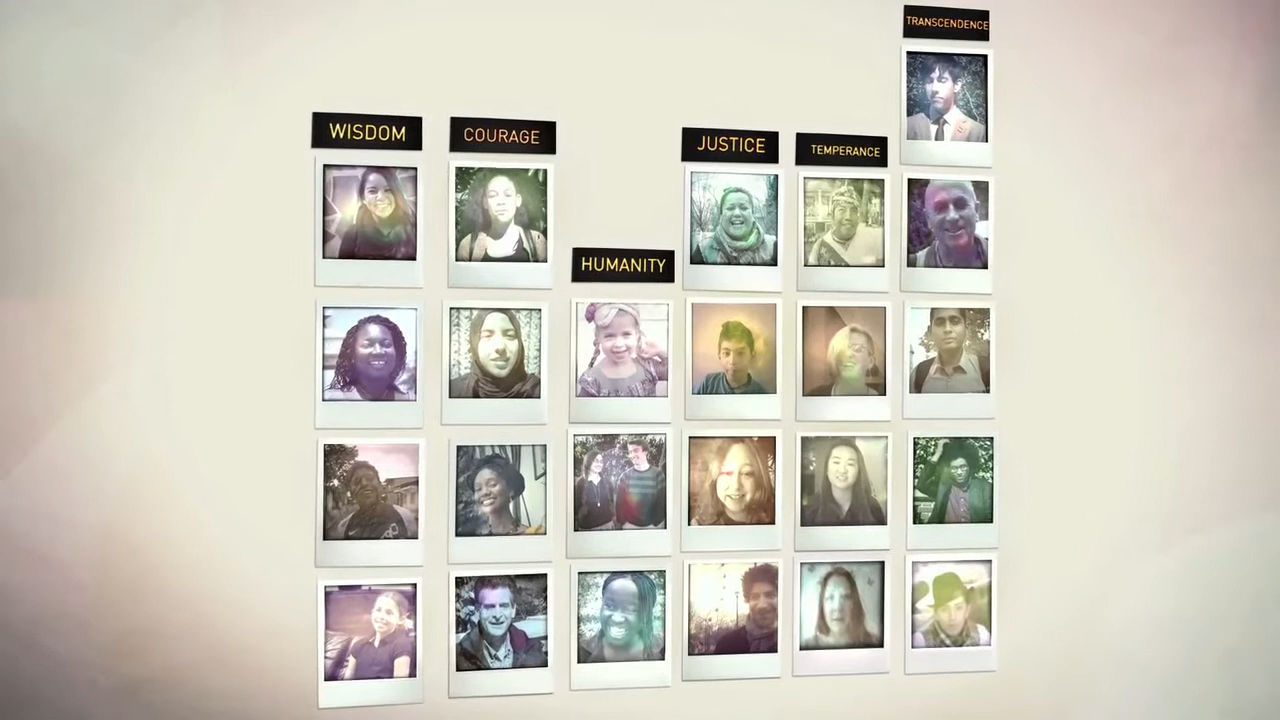 TRANSCENDENCE
WISDOM
COURAGE
JUSTICE
TEMPERANCE
HUMANITY